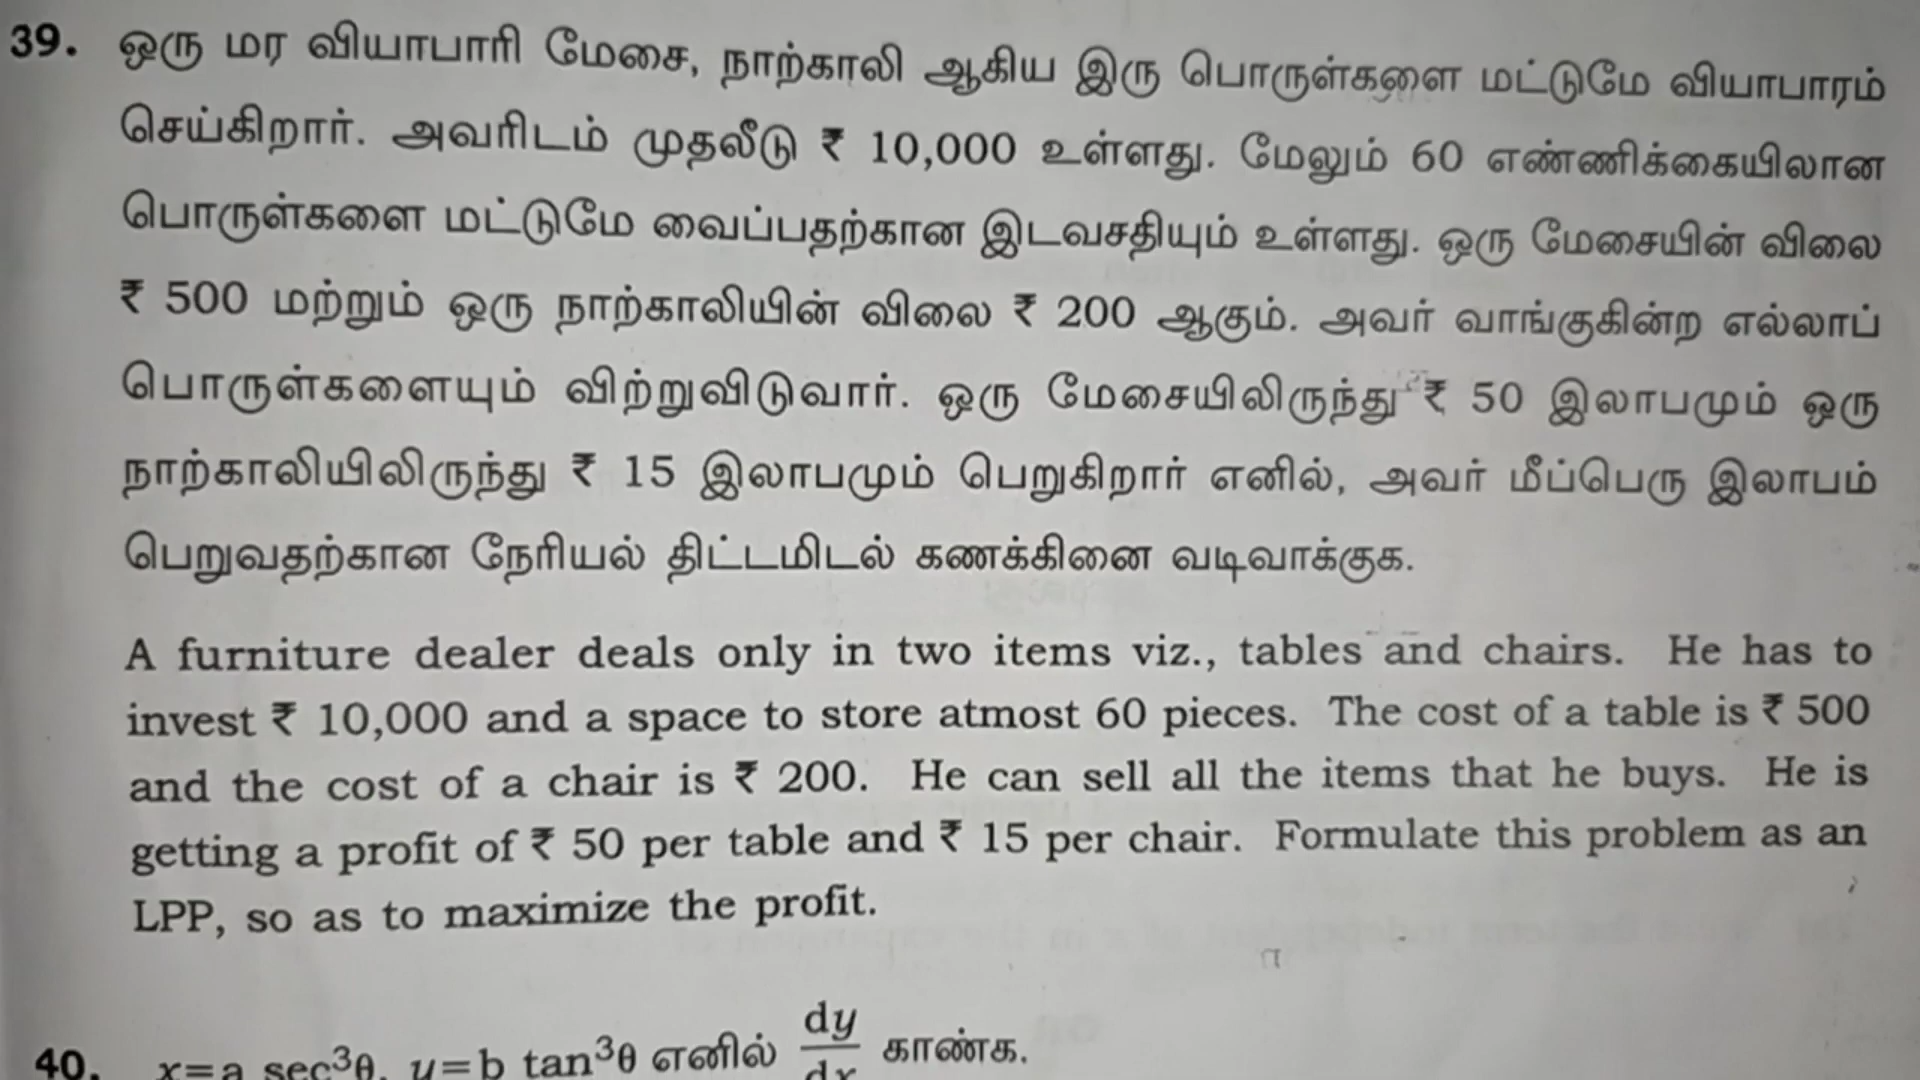 39. ஒரு மர வியாபாரி மேசை, நாற்காலி ஆகிய இரு பொருள்களை மட்டுமே வியாபாரம்
செய்கிறார். அவரிடம் முதலீடு ₹ 10,000 உள்ளது. மேலும் 60 எண்ணிக்கையிலான
பொருள்களை மட்டுமே வைப்பதற்கான இடவசதியும் உள்ளது. ஒரு மேசையின் விலை
₹ 500 மற்றும் ஒரு நாற்காலியின் விலை ₹ 200 ஆகும். அவர் வாங்குகின்ற எல்லாப்
பொருள்களையும் விற்றுவிடுவார். ஒரு மேசையிலிருந்து ₹ 50 இலாபமும் ஒரு
நாற்காலியிலிருந்து ₹ 15 இலாபமும் பெறுகிறார் எனில், அவர் மீப்பெரு இலாபம்
பெறுவதற்கான நேரியல் திட்டமிடல் கணக்கினை வடிவாக்குக.
A furniture dealer deals only in two items viz., tables and chairs. He has to
invest ₹ 10,000 and a space to store atmost 60 pieces. The cost of a table is ₹ 500
and the cost of a chair is ₹ 200. He can sell all the items that he buys. He is
getting a profit of ₹ 50 per table and ₹ 15 per chair. Formulate this problem as an
LPP, so as to maximize the profit.
40. x=a sec³θ, y=b tan³θ எனில் dy/dx காண்க.